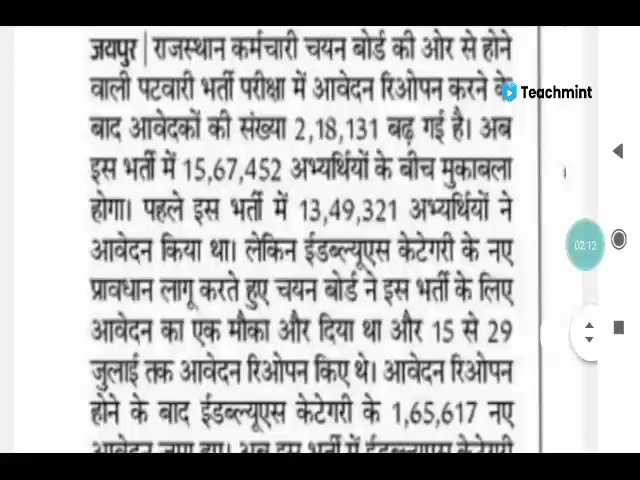 जयपुर | राजस्थान कर्मचारी चयन बोर्ड की ओर से होने
वाली पटवारी भर्ती परीक्षा में आवेदन रिओपन करने के
Teachmint
बाद आवेदकों की संख्या 2,18,131 बढ़ गई है। अब
इस भर्ती में 15,67,452 अभ्यर्थियों के बीच मुकाबला
होगा। पहले इस भर्ती में 13,49,321 अभ्यर्थियों ने
आवेदन किया था। लेकिन ईडब्ल्यूएस केटेगरी के नए
02:12
प्रावधान लागू करते हुए चयन बोर्ड ने इस भर्ती के लिए
आवेदन का एक मौका और दिया था और 15 से 29
जुलाई तक आवेदन रिओपन किए थे। आवेदन रिओपन
होने के बाद ईडब्ल्यूएस केटेगरी के 1,65,617 नए